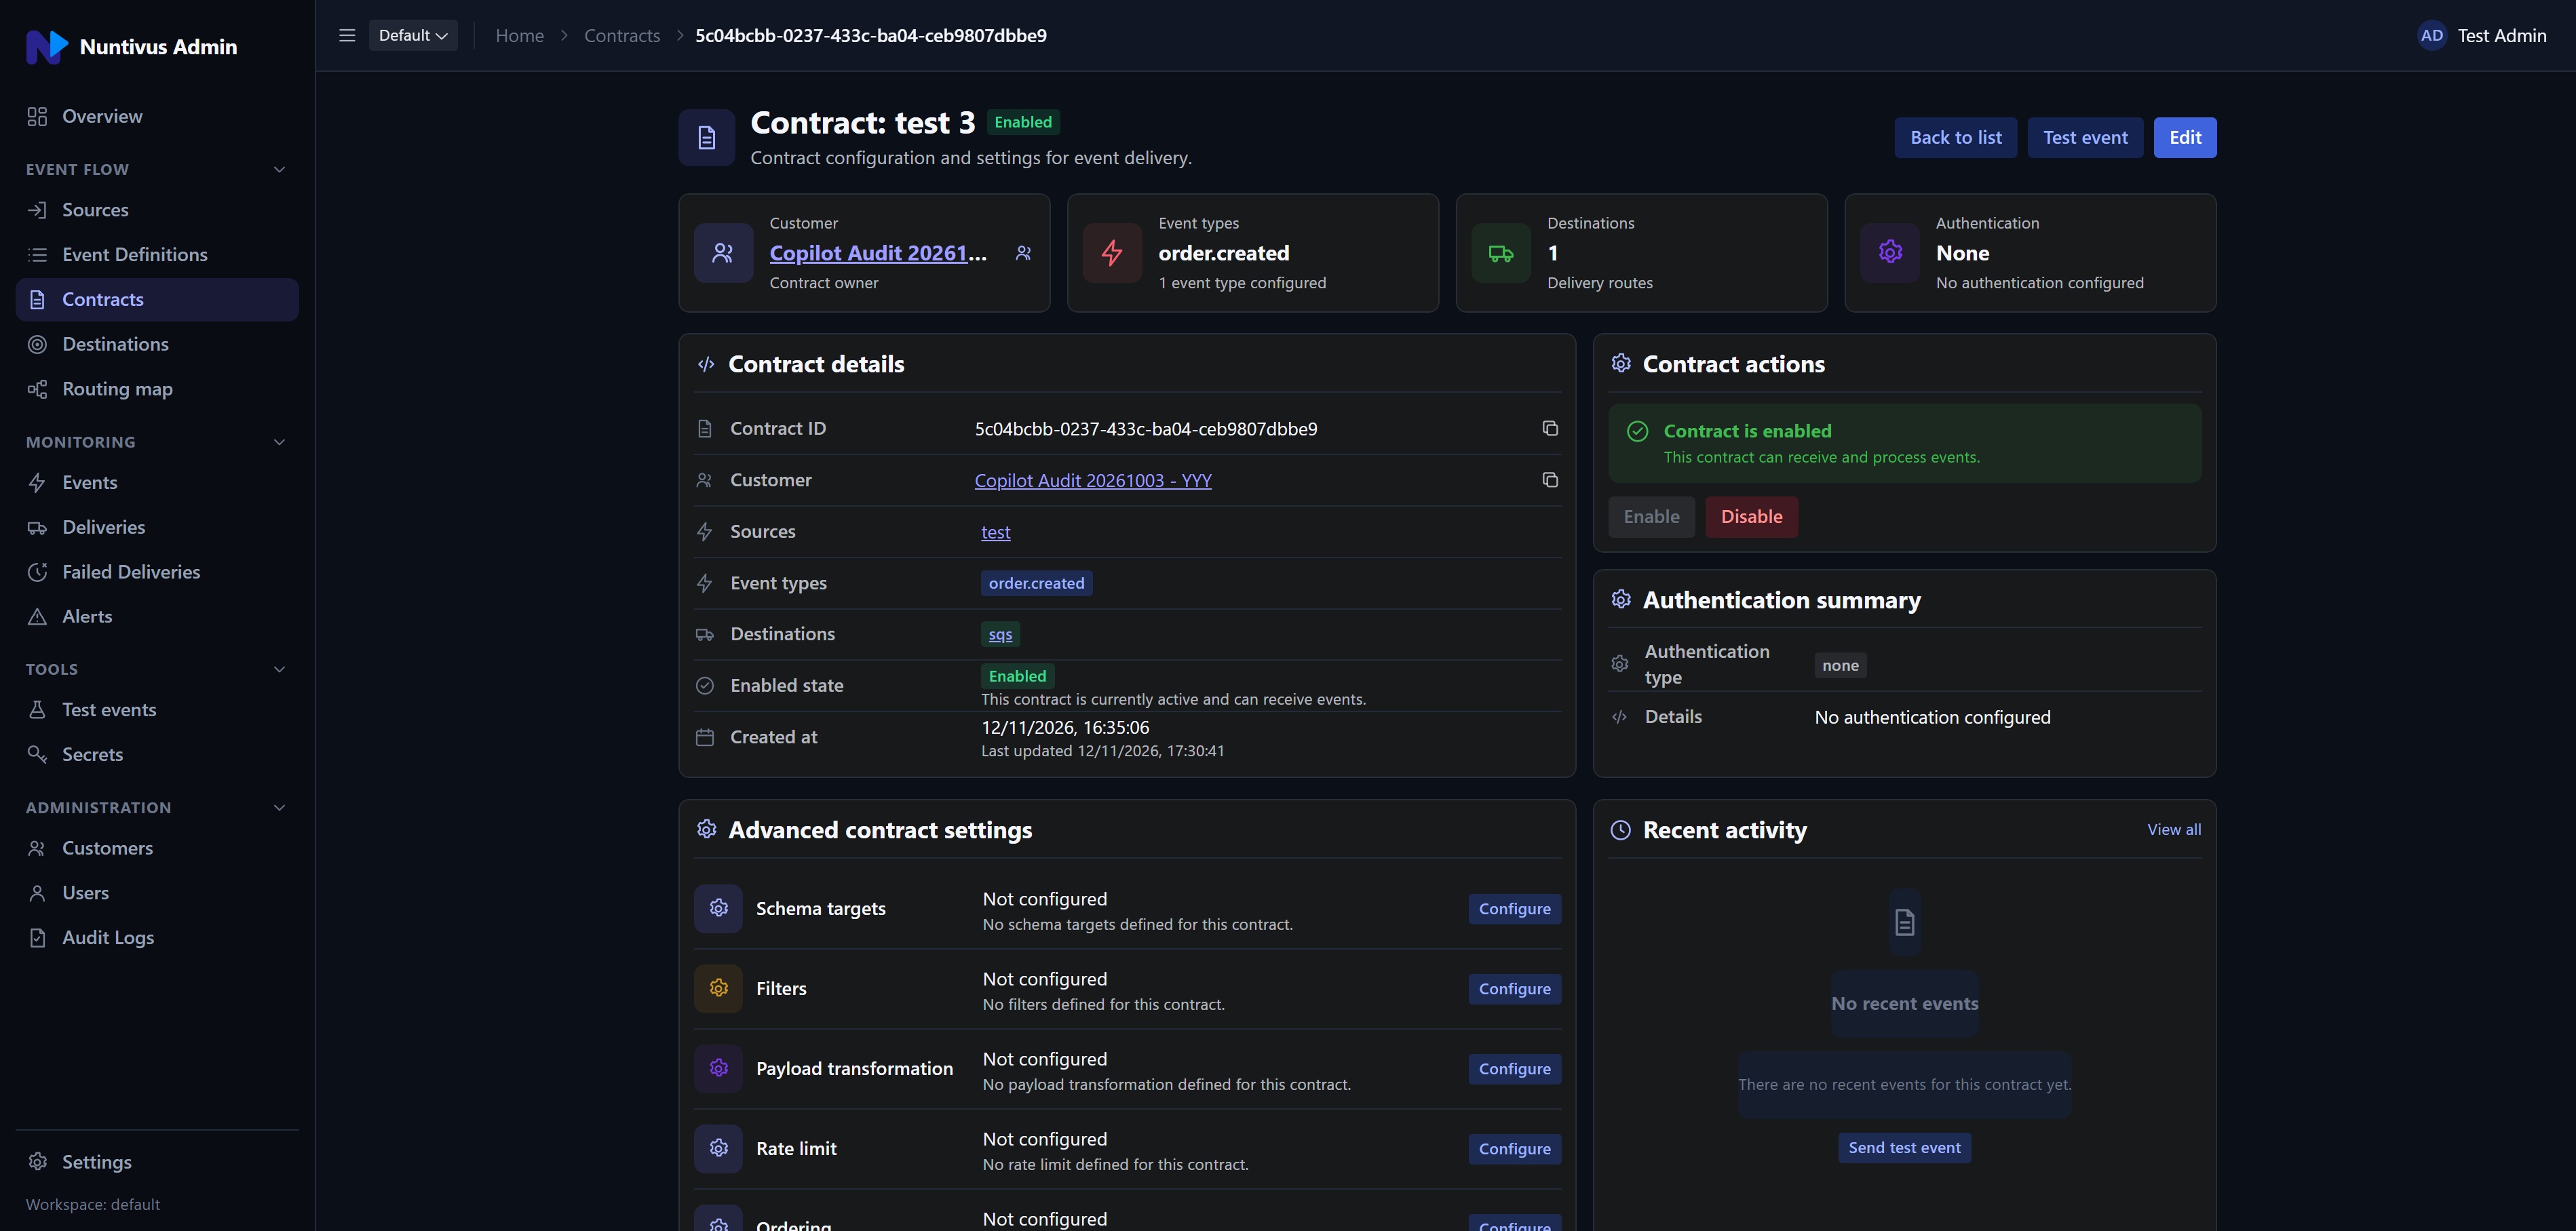 Nuntivus Admin
Overview
EVENT FLOW
Sources
Event Definitions
Contracts
Destinations
Routing map
MONITORING
Events
Deliveries
Failed Deliveries
Alerts
TOOLS
Test events
Secrets
ADMINISTRATION
Customers
Users
Audit Logs
Settings
Workspace: default
Default
Home > Contracts > 5c04bcbb-0237-433c-ba04-ceb9807dbbe9
AD Test Admin
Contract: test 3 Enabled
Contract configuration and settings for event delivery.
Back to list
Test event
Edit
Customer
Copilot Audit 20261...
Contract owner
Event types
order.created
1 event type configured
Destinations
1
Delivery routes
Authentication
None
No authentication configured
Contract details
Contract ID 5c04bcbb-0237-433c-ba04-ceb9807dbbe9
Customer Copilot Audit 20261003 - YYY
Sources test
Event types order.created
Destinations sqs
Enabled state Enabled
This contract is currently active and can receive events.
Created at 12/11/2026, 16:35:06
Last updated 12/11/2026, 17:30:41
Contract actions
Contract is enabled
This contract can receive and process events.
Enable
Disable
Authentication summary
Authentication
type
none
Details No authentication configured
Advanced contract settings
Schema targets
Not configured
No schema targets defined for this contract.
Configure
Filters
Not configured
No filters defined for this contract.
Configure
Payload transformation
Not configured
No payload transformation defined for this contract.
Configure
Rate limit
Not configured
No rate limit defined for this contract.
Configure
Ordering
Not configured
Configure
Recent activity
View all
No recent events
There are no recent events for this contract yet.
Send test event